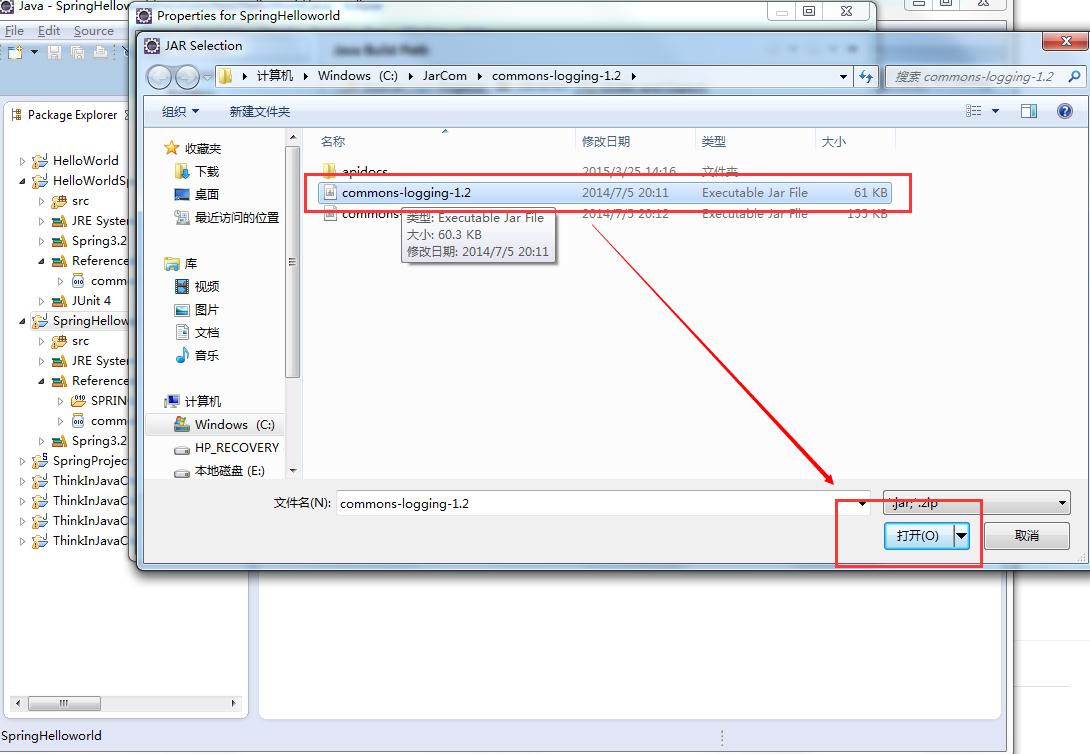 Java - SpringHellow
Properties for SpringHelloworld
File Edit Source
JAR Selection
计算机 Windows (C:) JarCom commons-logging-1.2
搜索 commons-logging-1.2
组织 新建文件夹
Package Explorer
HelloWorld
HelloWorldSp
src
JRE System
Spring3.2
Reference
comm
JUnit 4
SpringHellow
src
JRE System
Reference
SPRIN
comm
Spring3.2
SpringProjec
ThinkInJavaC
ThinkInJavaC
ThinkInJavaC
ThinkInJavaC
收藏夹
下载
桌面
最近访问的位置
库
视频
图片
文档
音乐
计算机
Windows (C:)
HP_RECOVERY
本地磁盘 (E:)
名称 修改日期 类型 大小
apidocs 2015/3/25 14:16 文件夹
commons-logging-1.2 2014/7/5 20:11 Executable Jar File 61 KB
commons- 2014/7/5 20:12 Executable Jar File 155 KB
类型: Executable Jar File
大小: 60.3 KB
修改日期: 2014/7/5 20:11
文件名(N): commons-logging-1.2 *.jar;*.zip
打开(O) 取消
SpringHelloworld